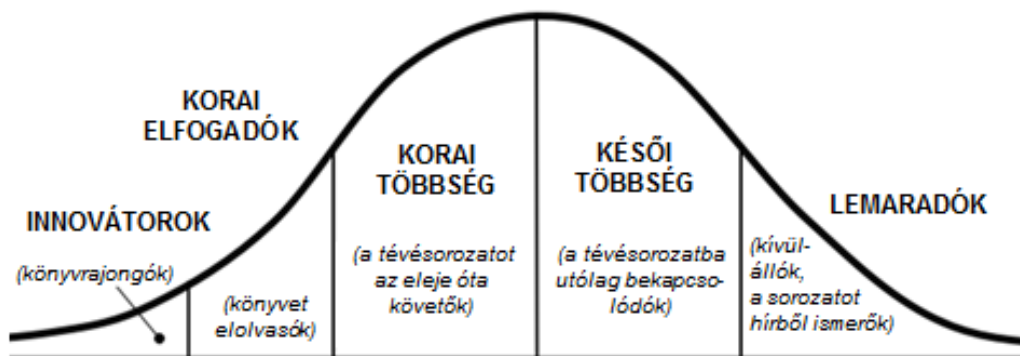 INNOVÁTOROK
(könyvrajongók)
KORAI
ELFOGADÓK
(könyvet
elolvasók)
KORAI
TÖBBSÉG
(a tévésorozatot
az eleje óta
követők)
KÉSŐI
TÖBBSÉG
(a tévésorozatba
utólag bekapcso-
lódók)
LEMARADÓK
(kívül-
állók,
a sorozatot
hírből ismerők)